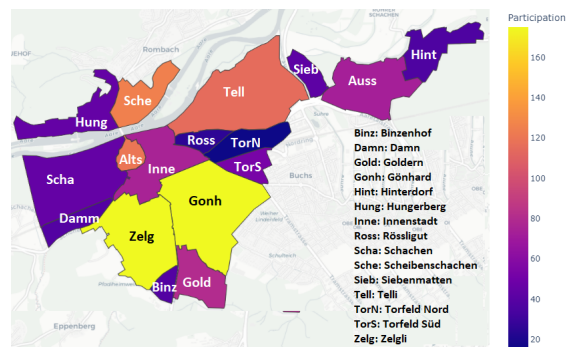 Participation
ROHRER SCHACHEN
Rombach
Sieb
Hint
Auss
Tell
Sche
Hung
Ross
TorN
Alts
Inne
TorS
Scha
Buchs
Damm
Gonh
Zelg
Binz
Gold
Eppenberg
Binz: Binzenhof
Damn: Damn
Gold: Goldern
Gonh: Gönhard
Hint: Hinterdorf
Hung: Hungerberg
Inne: Innenstadt
Ross: Rössligut
Scha: Schachen
Sche: Scheibenschachen
Sieb: Siebenmatten
Tell: Telli
TorN: Torfeld Nord
TorS: Torfeld Süd
Zelg: Zelgli
160
140
120
100
80
60
40
20